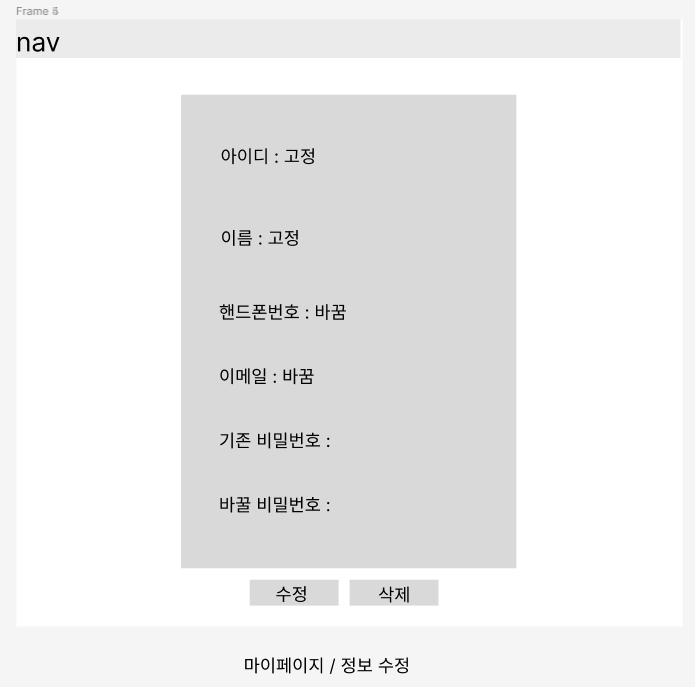 Frame
nav
아이디 : 고정
이름 : 고정
핸드폰번호 : 바꿈
이메일 : 바꿈
기존 비밀번호 :
바꿀 비밀번호 :
수정 삭제
마이페이지 / 정보 수정